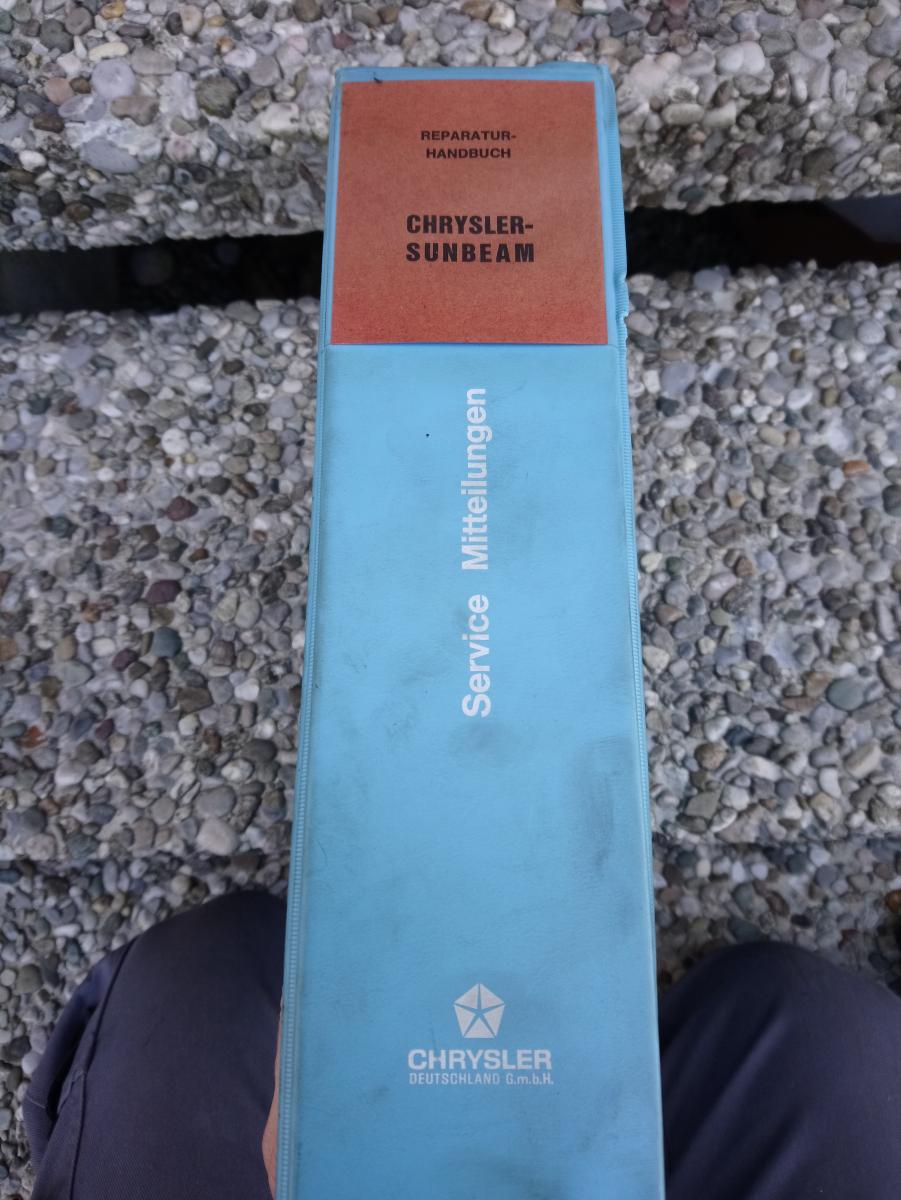 REPARATUR-
HANDBUCH
CHRYSLER-
SUNBEAM
Service Mitteilungen
CHRYSLER
DEUTSCHLAND G.m.b.H.